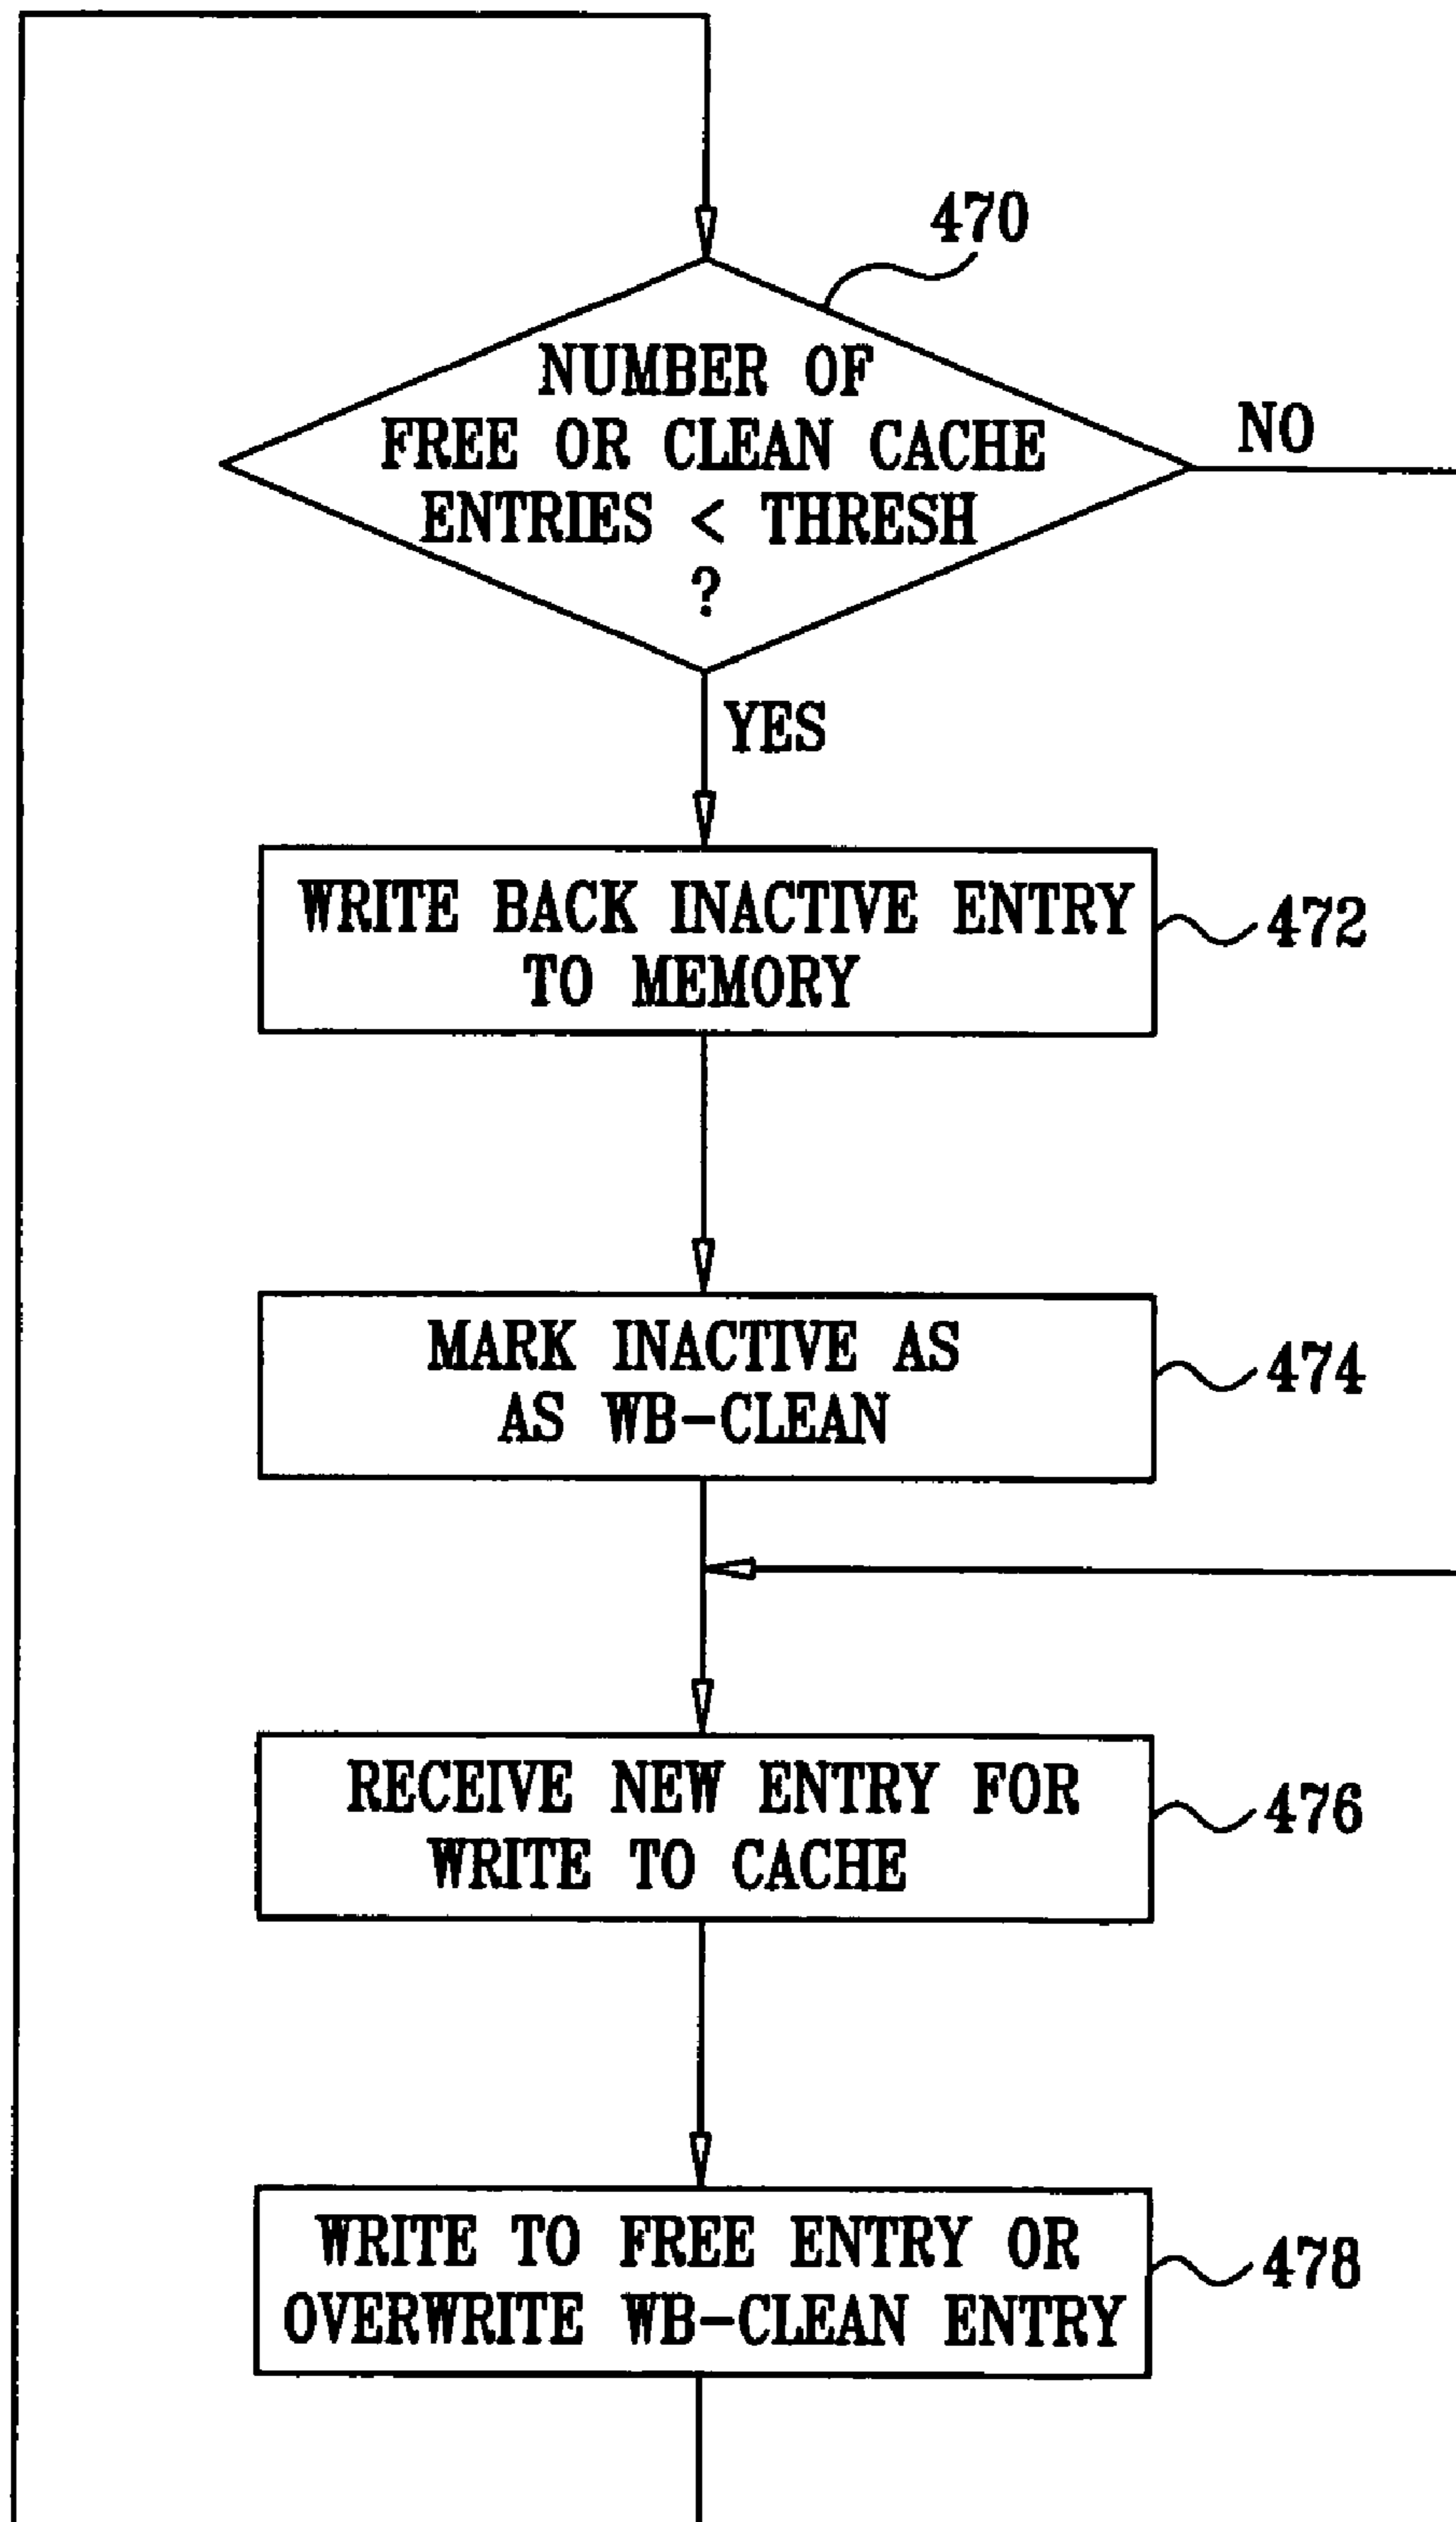 470
NUMBER OF
FREE OR CLEAN CACHE
ENTRIES < THRESH
?
NO
YES
WRITE BACK INACTIVE ENTRY
TO MEMORY
472
MARK INACTIVE AS
AS WB-CLEAN
474
RECEIVE NEW ENTRY FOR
WRITE TO CACHE
476
WRITE TO FREE ENTRY OR
OVERWRITE WB-CLEAN ENTRY
478